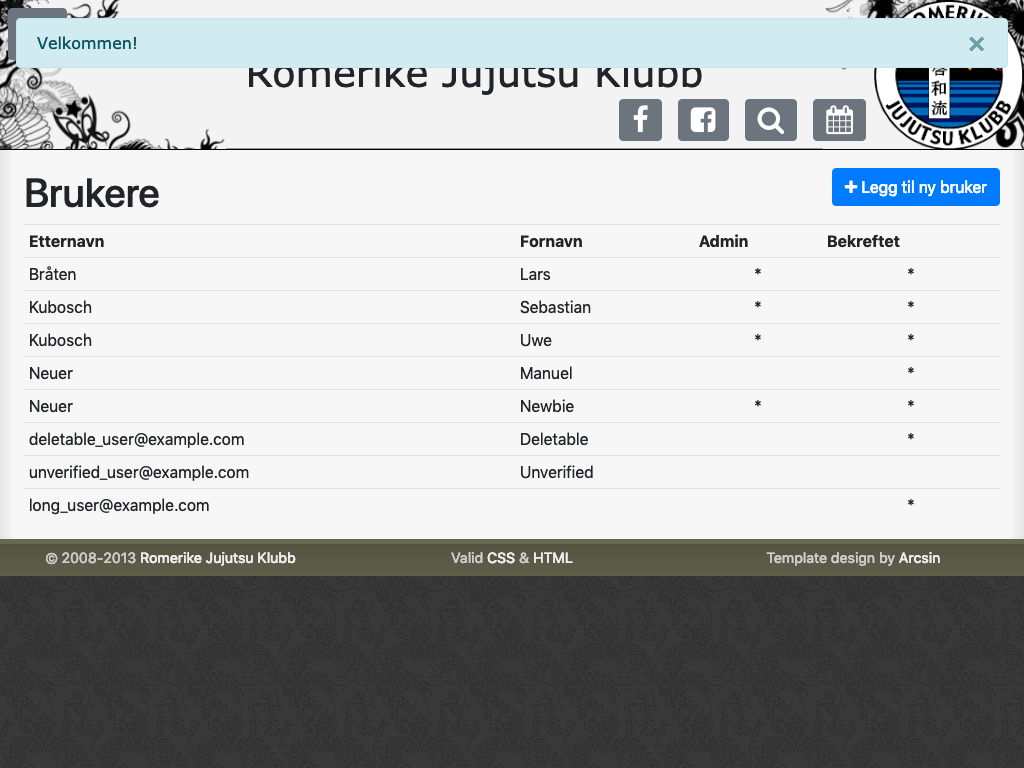 Velkommen!
×
Romerike Jujutsu Klubb
和
流
JUJUTSU KLUBB
Brukere
Legg til ny bruker
Etternavn Fornavn Admin Bekreftet
Bråten Lars * *
Kubosch Sebastian * *
Kubosch Uwe * *
Neuer Manuel *
Neuer Newbie * *
deletable_user@example.com Deletable *
unverified_user@example.com Unverified
long_user@example.com *
© 2008-2013 Romerike Jujutsu Klubb Valid CSS & HTML Template design by Arcsin